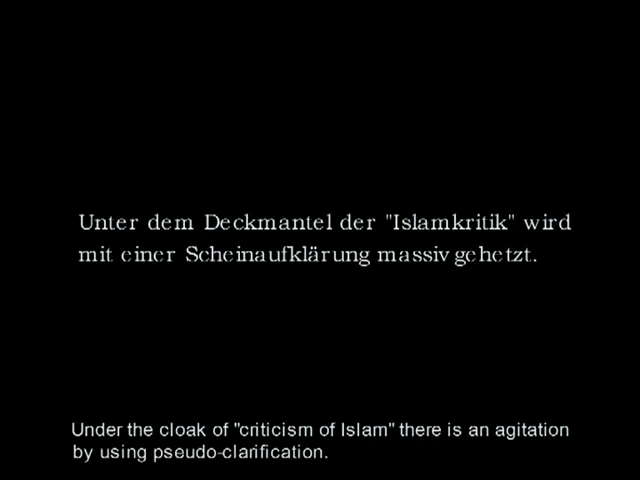 Unter dem Deckmantel der "Islamkritik" wird
mit einer Scheinaufklärung massiv gehetzt.
Under the cloak of "criticism of Islam" there is an agitation
by using pseudo-clarification.